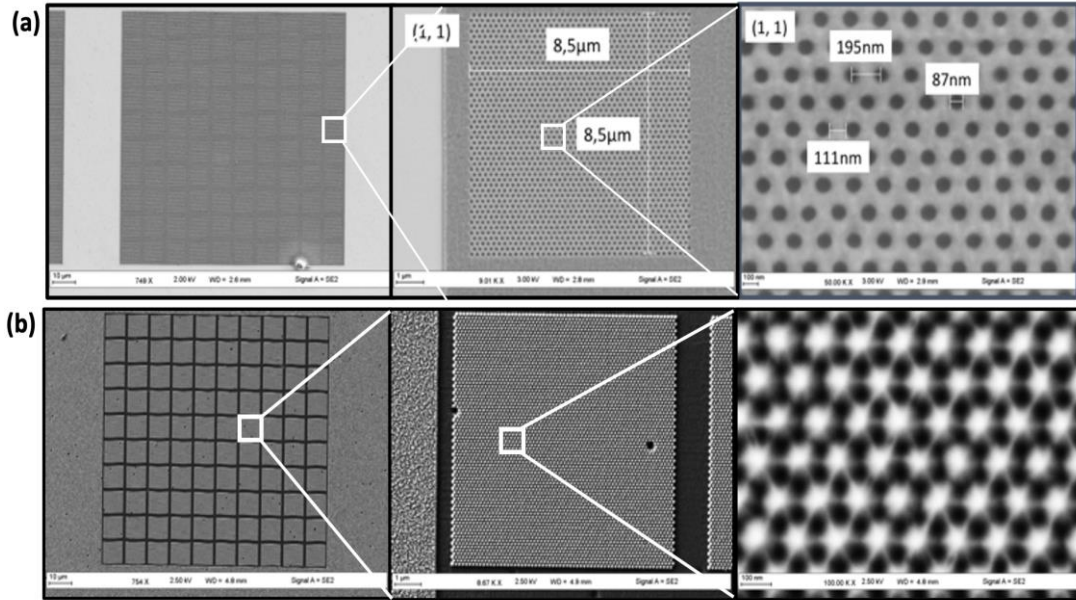 (a)
(1, 1)
8,5µm
8,5µm
(1, 1)
195nm
87nm
111nm
10 µm 749 X 2.00 kV WD = 2.6 mm Signal A = SE2
1 µm 9.01 K X 3.00 kV WD = 2.8 mm Signal A = SE2
100 nm 50.00 K X 3.00 kV WD = 2.8 mm Signal A = SE2
(b)
10 µm 754 X 2.50 kV WD = 4.8 mm Signal A = SE2
1 µm 8.67 K X 2.50 kV WD = 4.8 mm Signal A = SE2
100 nm 100.00 K X 2.50 kV WD = 4.8 mm Signal A = SE2